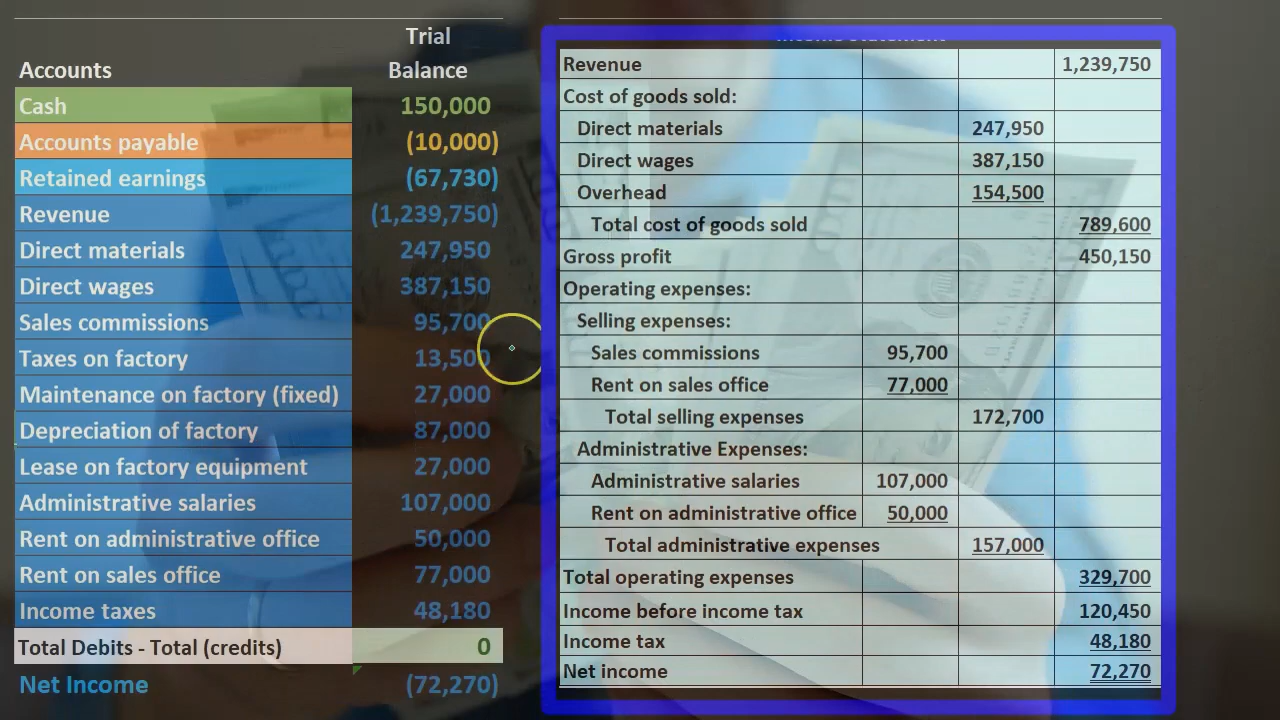 Trial
Accounts Balance
Cash 150,000
Accounts payable (10,000)
Retained earnings (67,730)
Revenue (1,239,750)
Direct materials 247,950
Direct wages 387,150
Sales commissions 95,700
Taxes on factory 13,500
Maintenance on factory (fixed) 27,000
Depreciation of factory 87,000
Lease on factory equipment 27,000
Administrative salaries 107,000
Rent on administrative office 50,000
Rent on sales office 77,000
Income taxes 48,180
Total Debits - Total (credits) 0
Net Income (72,270)
Revenue 1,239,750
Cost of goods sold:
Direct materials 247,950
Direct wages 387,150
Overhead 154,500
Total cost of goods sold 789,600
Gross profit 450,150
Operating expenses:
Selling expenses:
Sales commissions 95,700
Rent on sales office 77,000
Total selling expenses 172,700
Administrative Expenses:
Administrative salaries 107,000
Rent on administrative office 50,000
Total administrative expenses 157,000
Total operating expenses 329,700
Income before income tax 120,450
Income tax 48,180
Net income 72,270